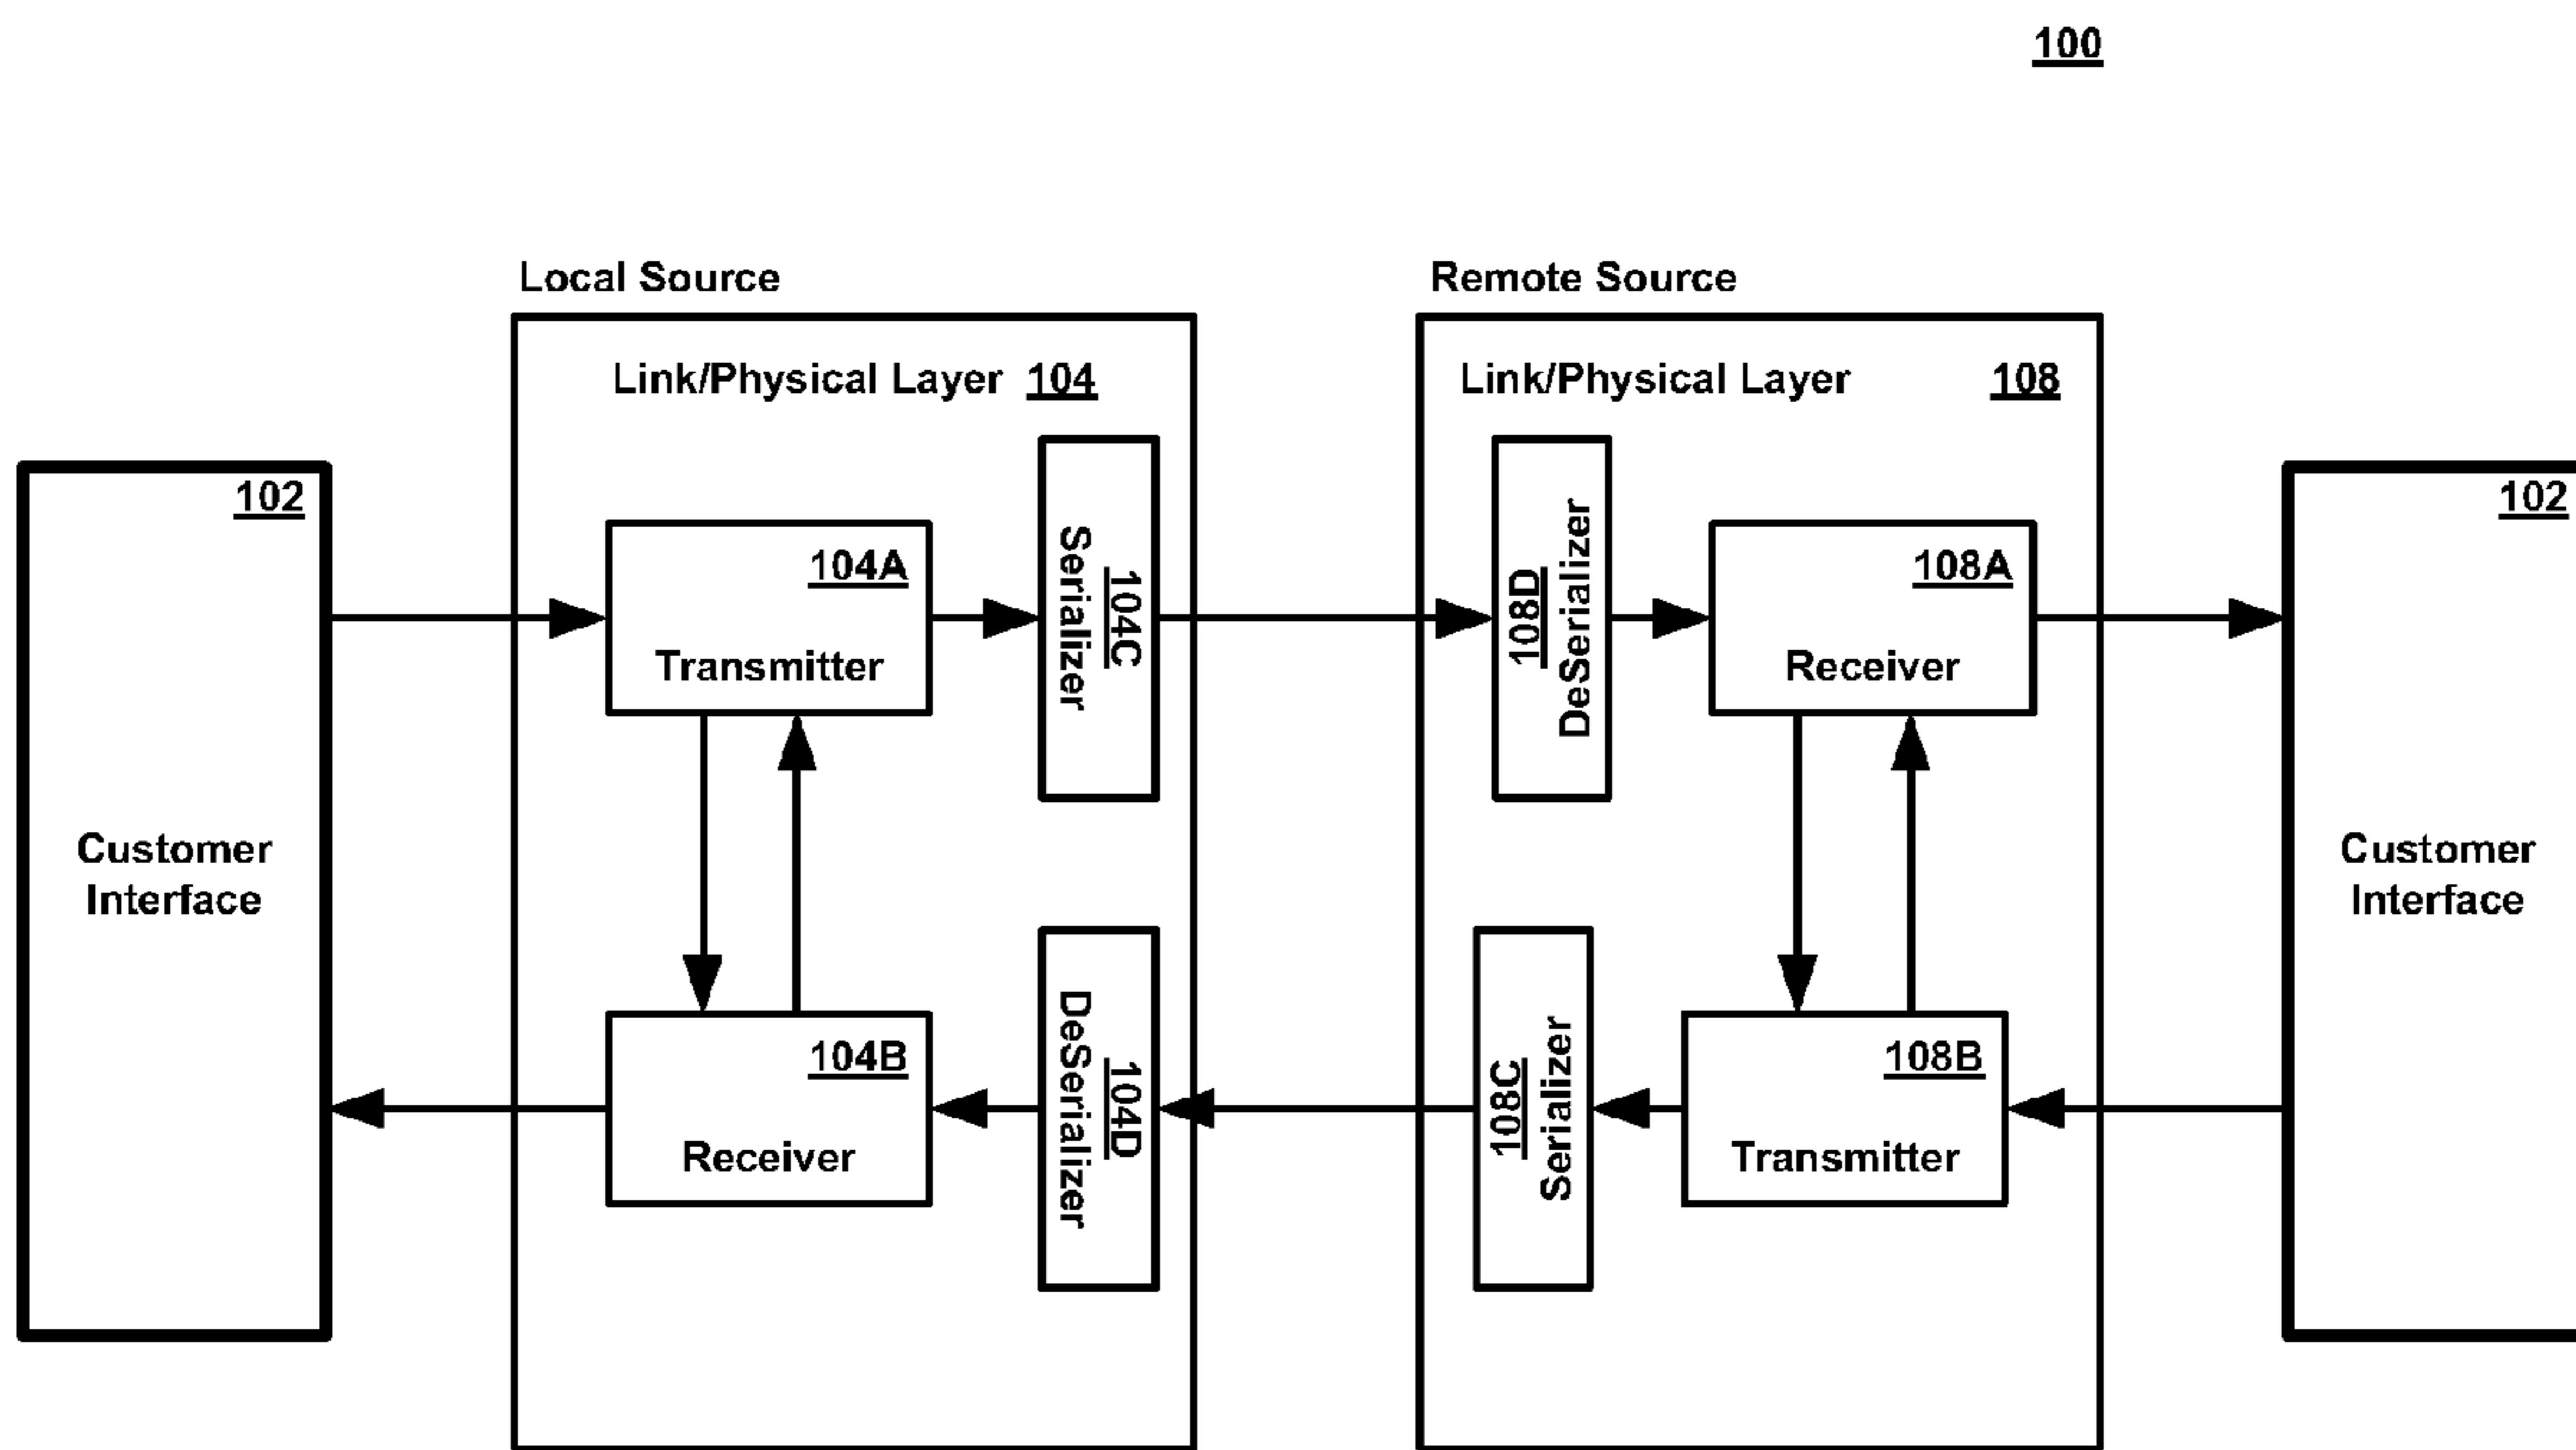 100
Local Source
Remote Source
Link/Physical Layer 104
Link/Physical Layer 108
102
Customer
Interface
104A
Transmitter
104C
Serializer
108D
DeSerializer
108A
Receiver
102
Customer
Interface
104B
Receiver
104D
DeSerializer
108C
Serializer
108B
Transmitter